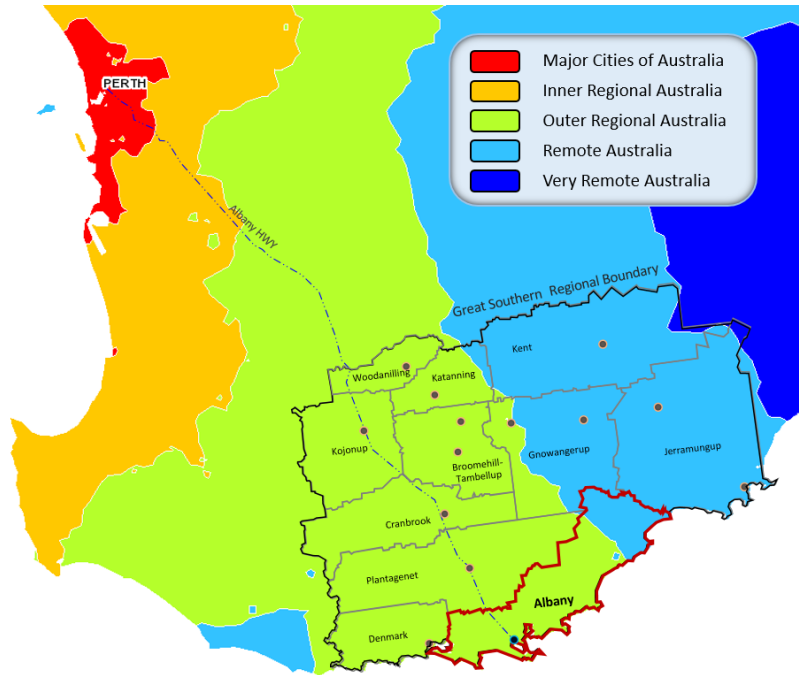 PERTH
Major Cities of Australia
Inner Regional Australia
Outer Regional Australia
Remote Australia
Very Remote Australia
Albany HWY
Great Southern Regional Boundary
Kent
Woodanilling
Katanning
Kojonup
Broomehill-
Tambellup
Gnowangerup
Jerramungup
Cranbrook
Plantagenet
Albany
Denmark